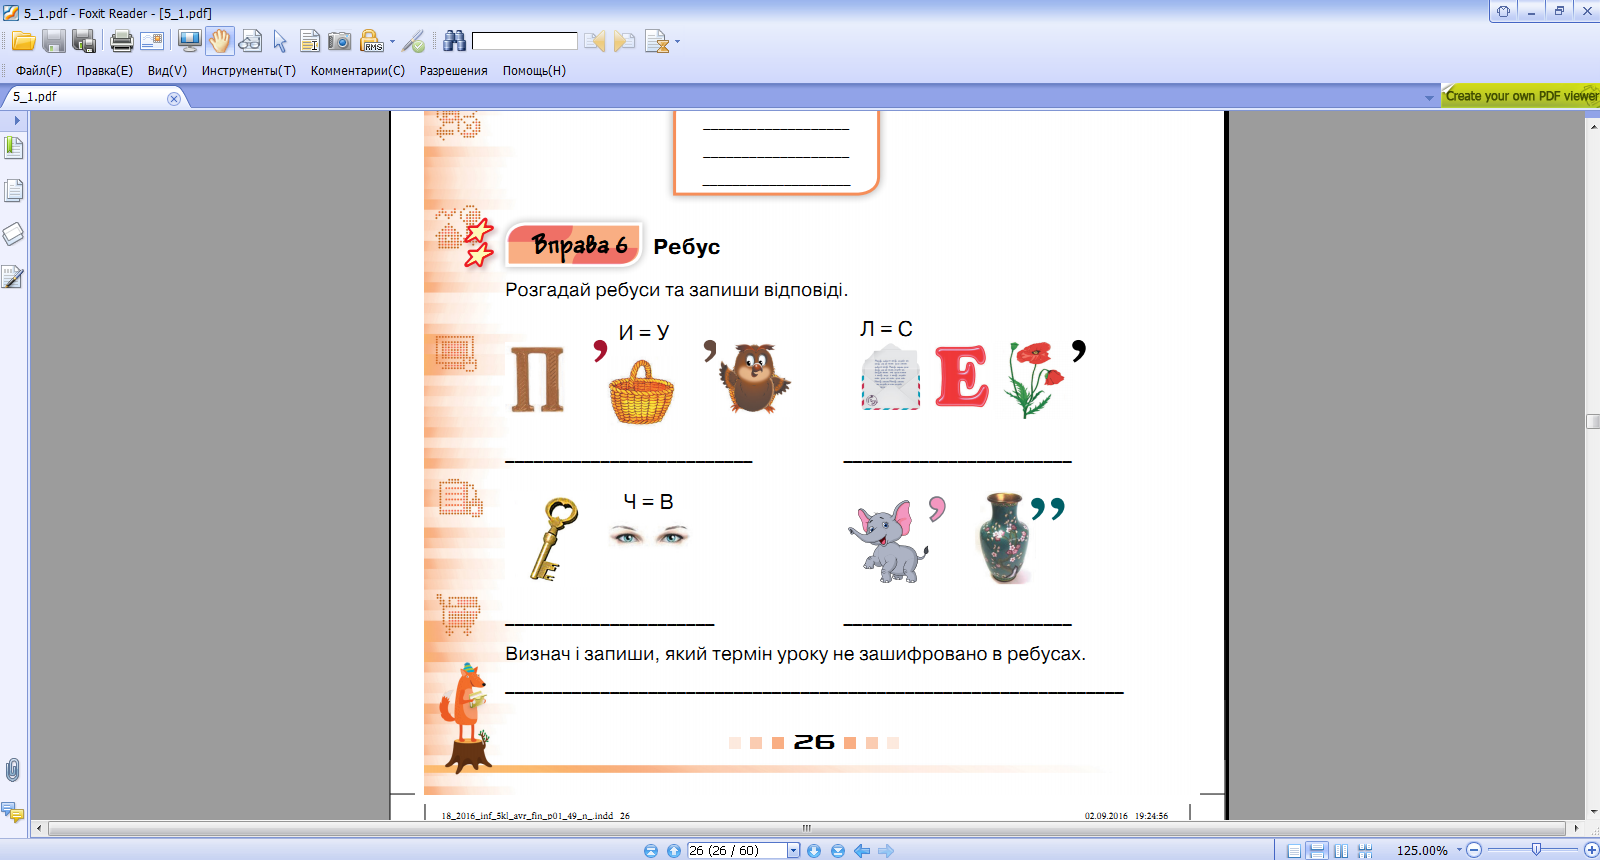 5_1.pdf - Foxit Reader - [5_1.pdf]
RMS
Файл(F) Правка(E) Вид(V) Инструменты(T) Комментарии(C) Разрешения Помощь(H)
5_1.pdf
Create your own PDF viewer
Вправа 6 Ребус
Розгадай ребуси та запиши відповіді.
И = У
Л = С
П , ,
Е ,
Ч = В
, ,,
Визнач і запиши, який термін уроку не зашифровано в ребусах.
26
18_2016_inf_5kl_avr_fin_p01_49_n_.indd 26
02.09.2016 19:24:56
26 (26 / 60)
125.00%